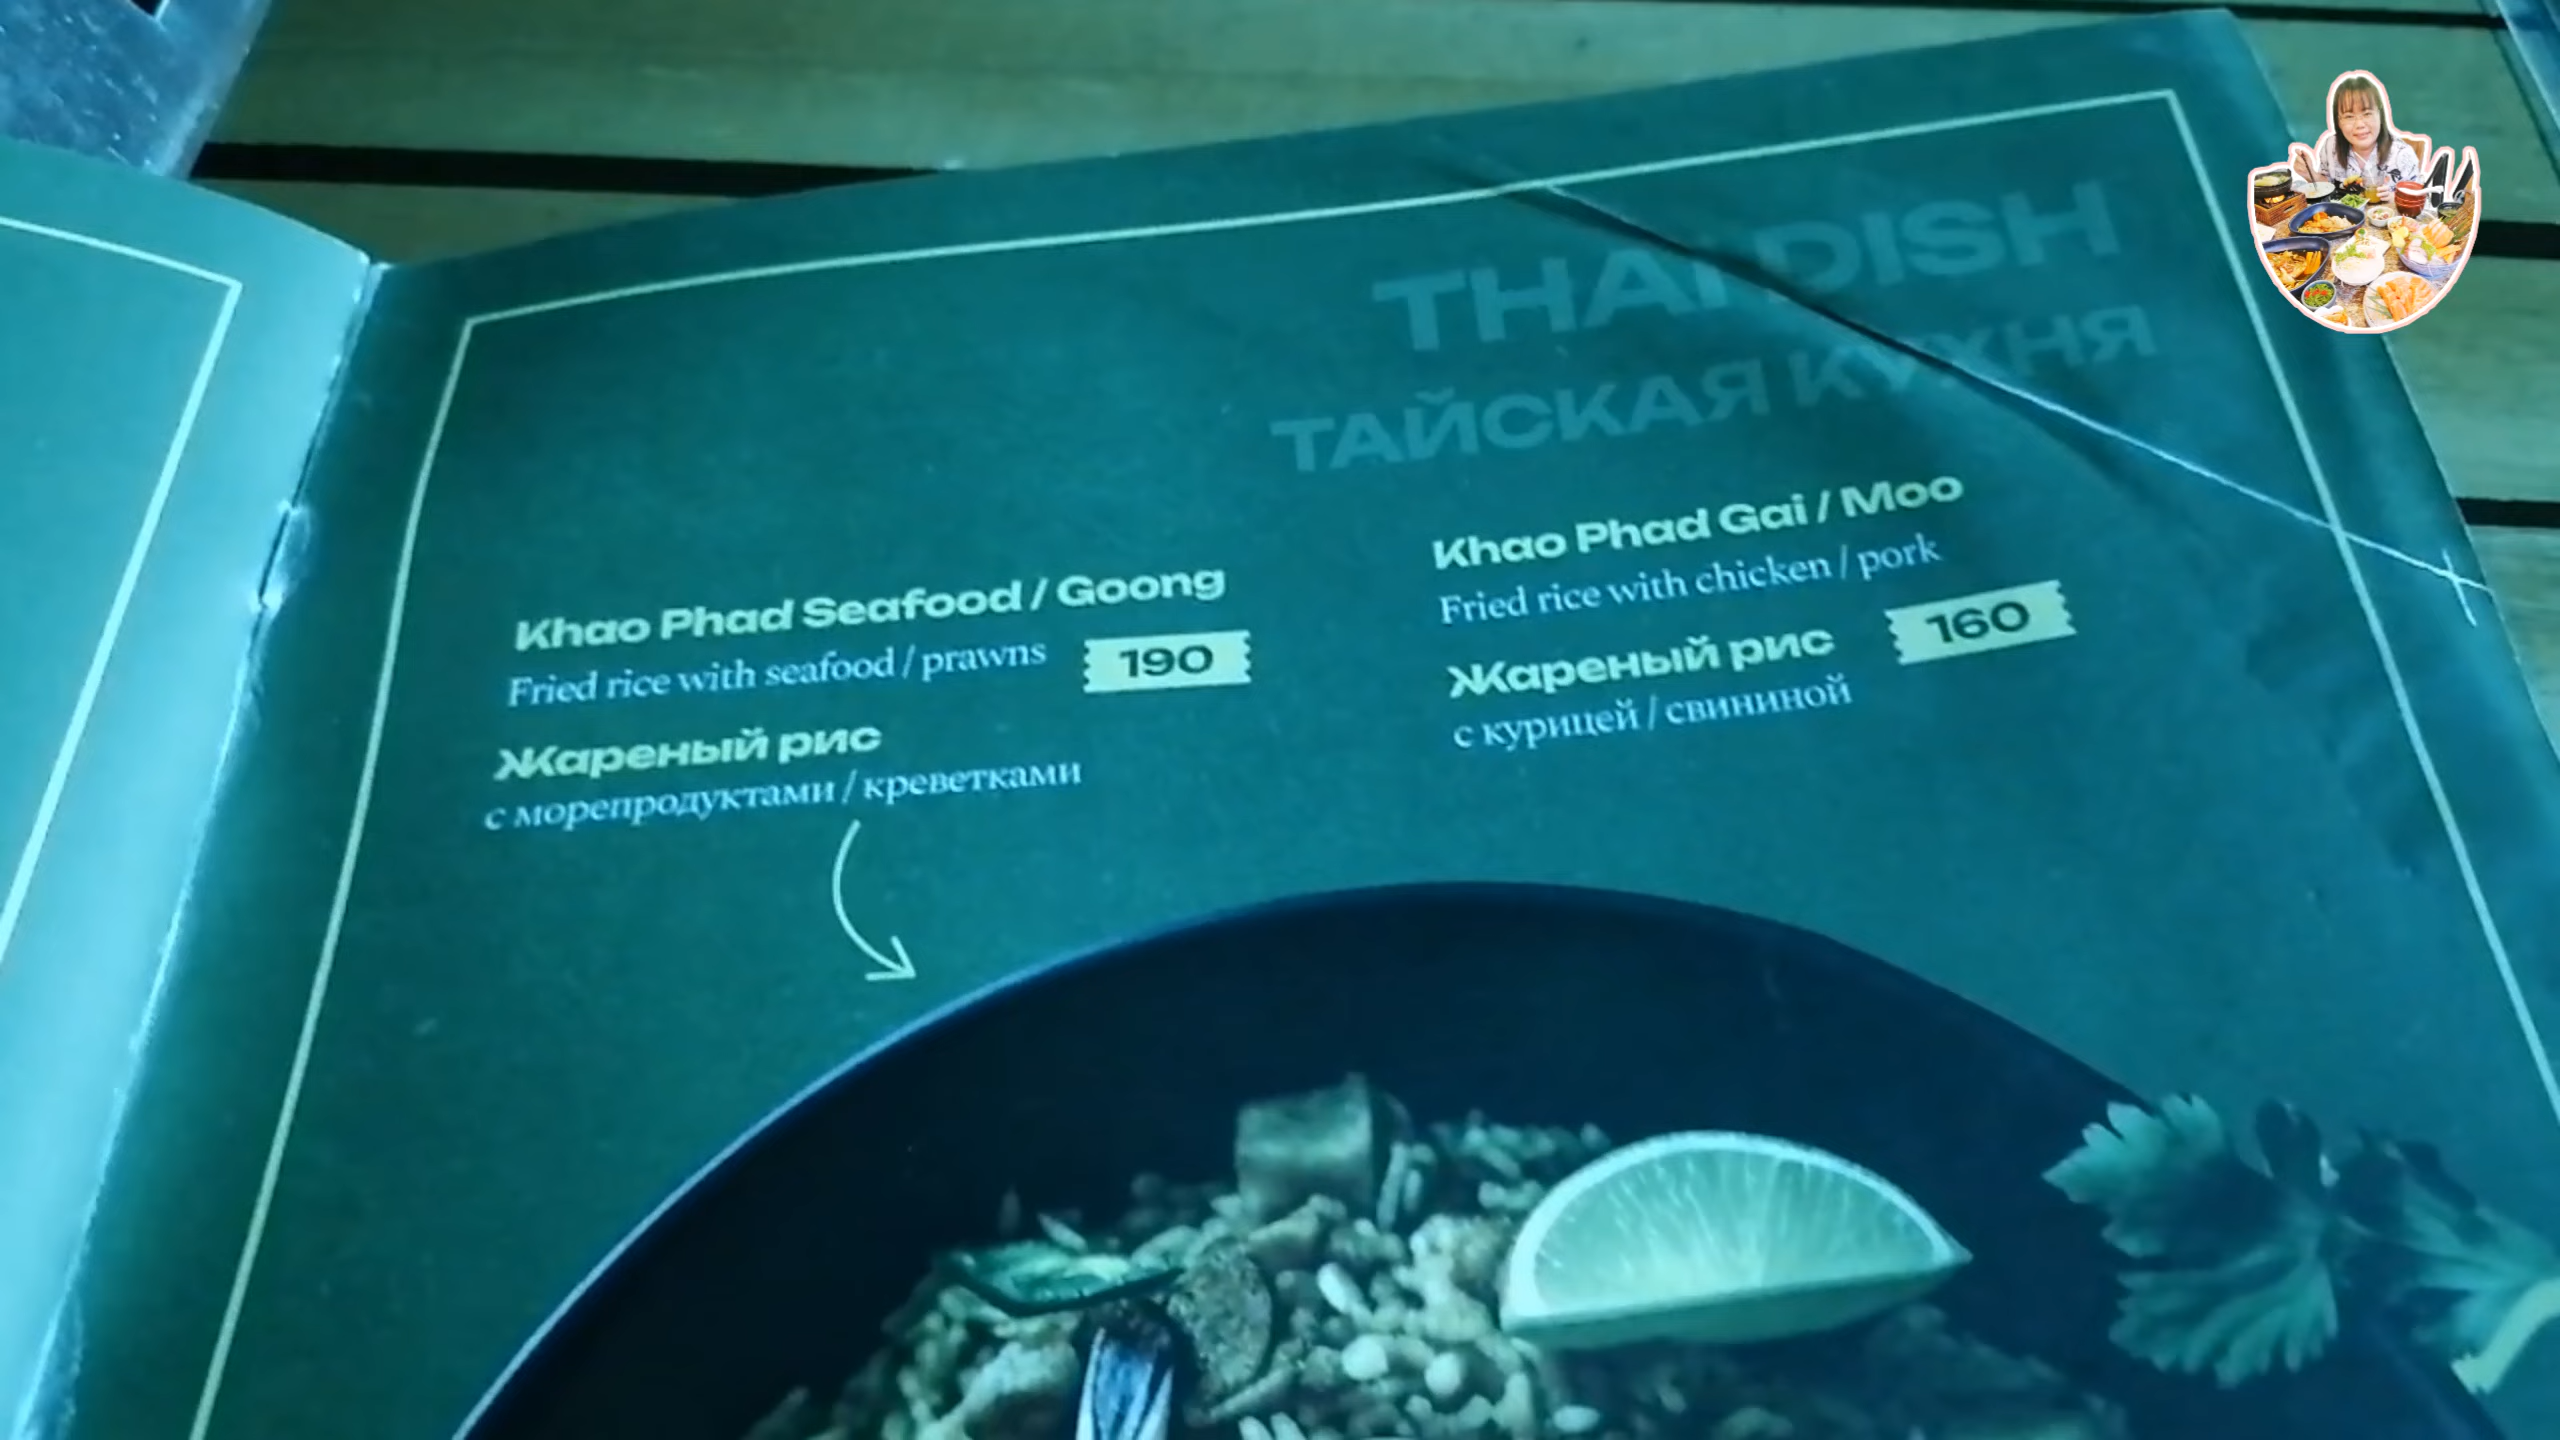 THAI DISH
ТАЙСКАЯ КУХНЯ
Khao Phad Seafood / Goong
Fried rice with seafood / prawns
190
Жареный рис
с морепродуктами / креветками
Khao Phad Gai / Moo
Fried rice with chicken / pork
160
Жареный рис
с курицей / свининой